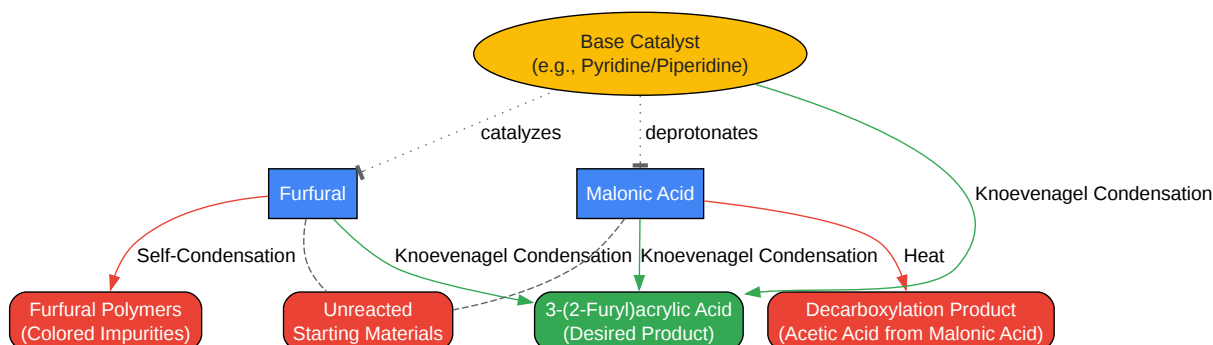 Base Catalyst
(e.g., Pyridine/Piperidine)
catalyzes
deprotonates
Furfural
Malonic Acid
Knoevenagel Condensation
Self-Condensation
Knoevenagel Condensation
Knoevenagel Condensation
Heat
Furfural Polymers
(Colored Impurities)
Unreacted
Starting Materials
3-(2-Furyl)acrylic Acid
(Desired Product)
Decarboxylation Product
(Acetic Acid from Malonic Acid)